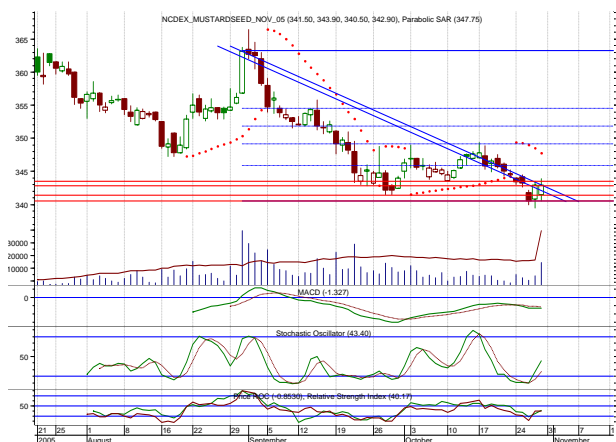 NCDEX_MUSTARDSEED_NOV_05 (341.50, 343.90, 340.50, 342.90), Parabolic SAR (347.75)
365
360
355
350
345
340
30000
20000
10000
MACD (-1.327)
0
Stochastic Oscillator (43.40)
50
Price ROC (-0.8530), Relative Strength Index (40.17)
50
21 25 1 8 16 22 29 5 12 19 26 3 10 17 24 31 7 1
2005 August September October November